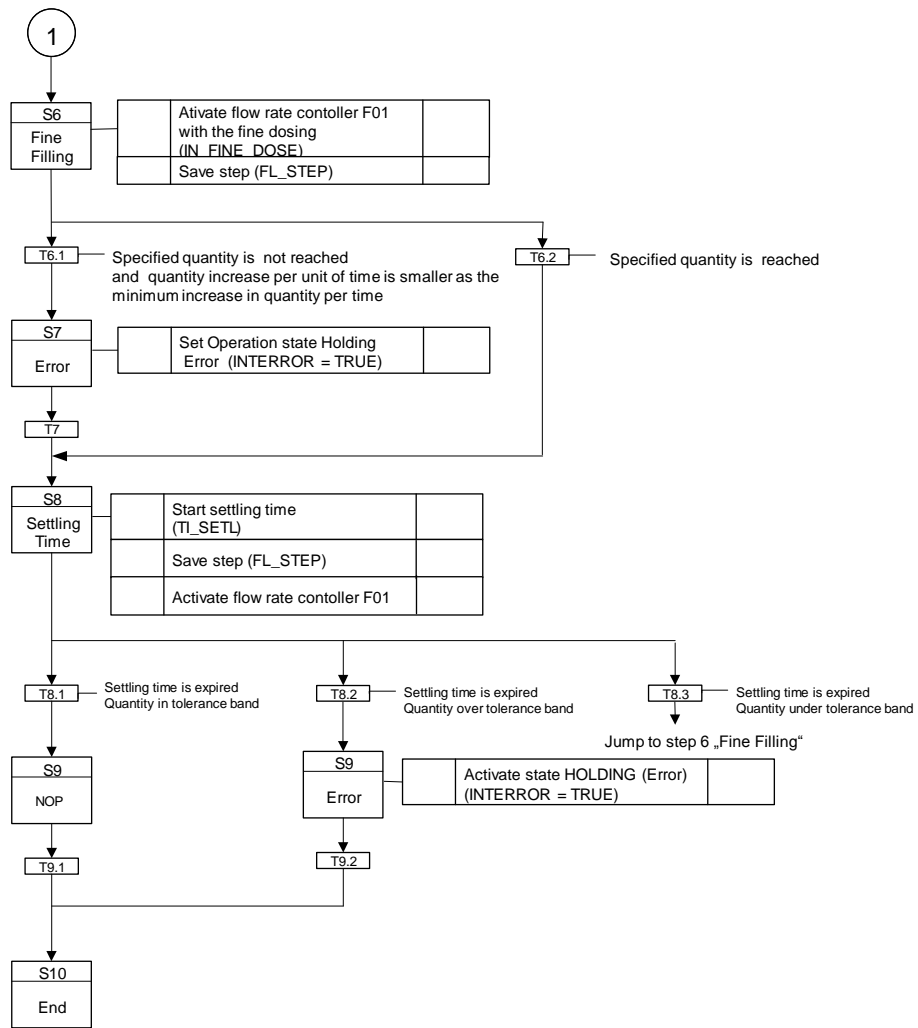 1
S6
Fine
Filling
Ativate flow rate contoller F01
with the fine dosing
(IN_FINE_DOSE)
Save step (FL_STEP)
T6.1
Specified quantity is not reached
and quantity increase per unit of time is smaller as the
minimum increase in quantity per time
T6.2
Specified quantity is reached
S7
Error
Set Operation state Holding
Error (INTERROR = TRUE)
T7
S8
Settling
Time
Start settling time
(TI_SETL)
Save step (FL_STEP)
Activate flow rate contoller F01
T8.1
Settling time is expired
Quantity in tolerance band
T8.2
Settling time is expired
Quantity over tolerance band
T8.3
Settling time is expired
Quantity under tolerance band
Jump to step 6 „Fine Filling“
S9
NOP
S9
Error
Activate state HOLDING (Error)
(INTERROR = TRUE)
T9.1
T9.2
S10
End